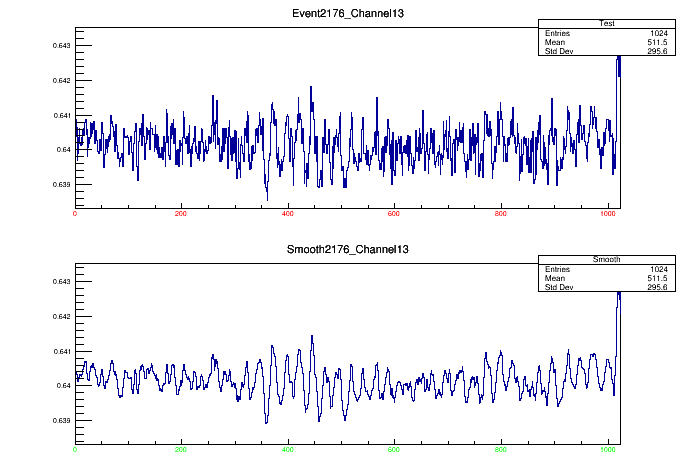 Event2176_Channel13
Test
Entries 1024
Mean 511.5
Std Dev 295.6
0.643
0.642
0.641
0.64
0.639
0 200 400 600 800 1000
Smooth2176_Channel13
Smooth
Entries 1024
Mean 511.5
Std Dev 295.6
0.643
0.642
0.641
0.64
0.639
0 200 400 600 800 1000